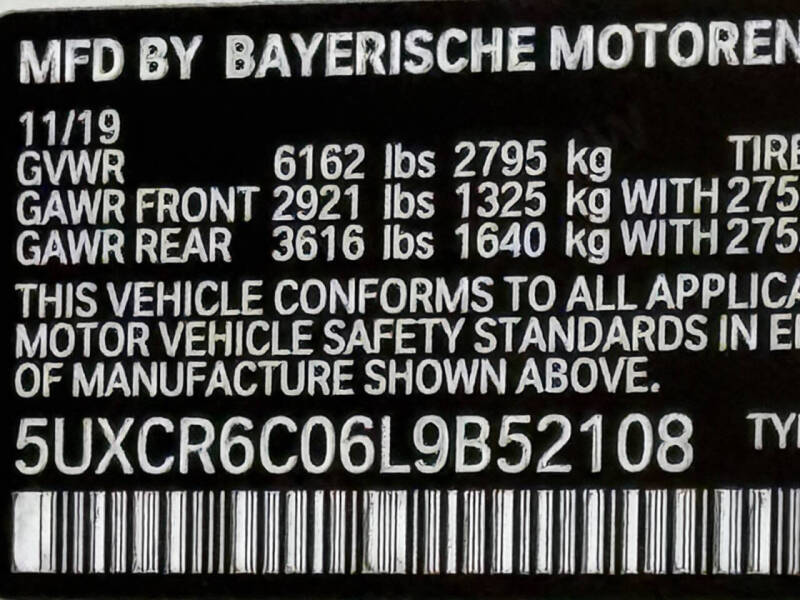 MFD BY BAYERISCHE MOTOREN
11/19
GVWR 6162 lbs 2795 kg TIRE
GAWR FRONT 2921 lbs 1325 kg WITH 275
GAWR REAR 3616 lbs 1640 kg WITH 275
THIS VEHICLE CONFORMS TO ALL APPLICA
MOTOR VEHICLE SAFETY STANDARDS IN E
OF MANUFACTURE SHOWN ABOVE.
5UXCR6C06L9B52108 TY